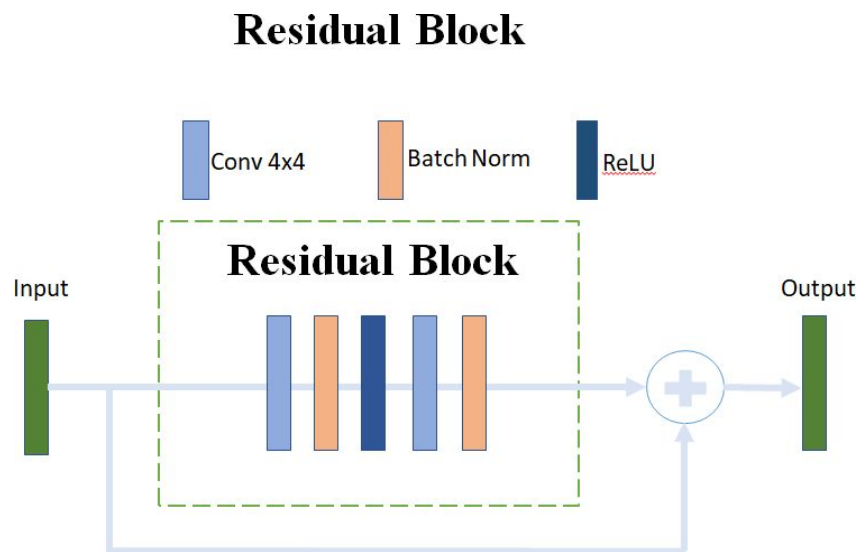 Residual Block
Conv 4x4
Batch Norm
ReLU
Residual Block
Input
Output